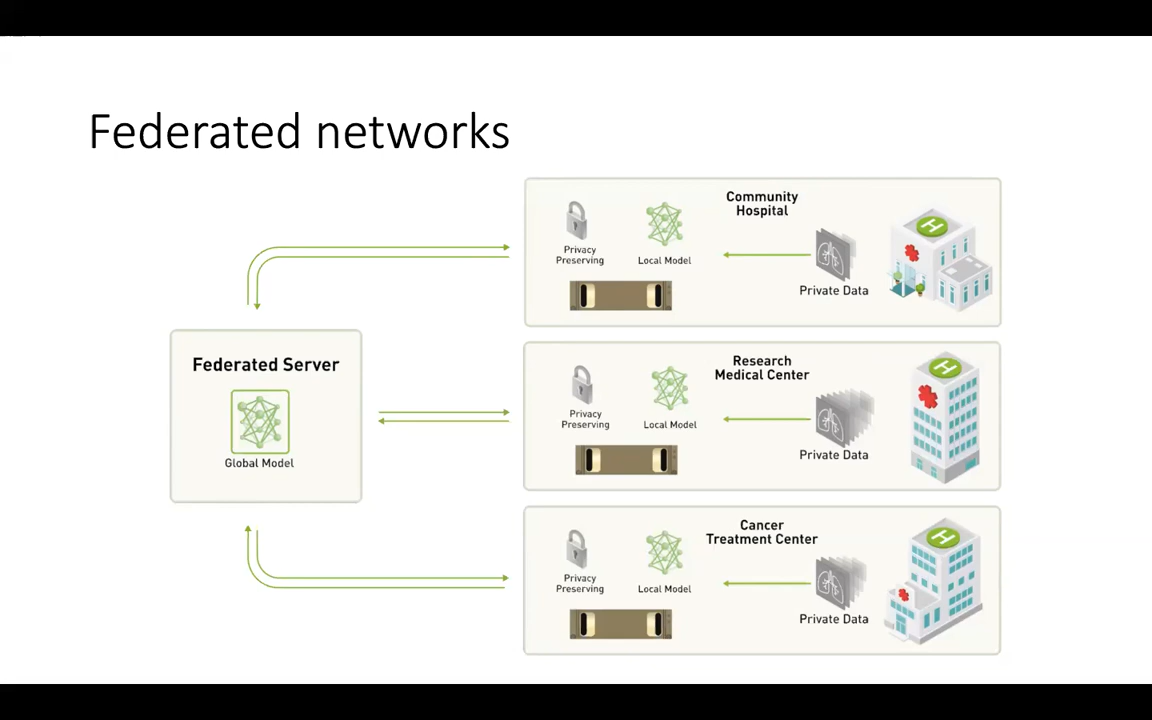 Federated networks
Community
Hospital
Privacy
Preserving
Local Model
Private Data
H
Federated Server
Global Model
Research
Medical Center
Privacy
Preserving
Local Model
Private Data
H
Cancer
Treatment Center
Privacy
Preserving
Local Model
Private Data
H